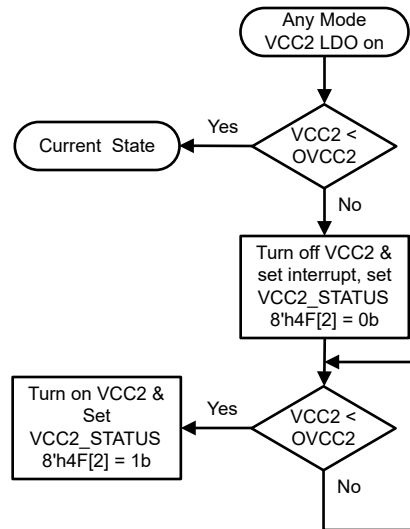 Any Mode
VCC2 LDO on
Yes
VCC2 <
OVCC2
Current State
No
Turn off VCC2 &
set interrupt, set
VCC2_STATUS
8'h4F[2] = 0b
Turn on VCC2 &
Set
VCC2_STATUS
8'h4F[2] = 1b
Yes
VCC2 <
OVCC2
No